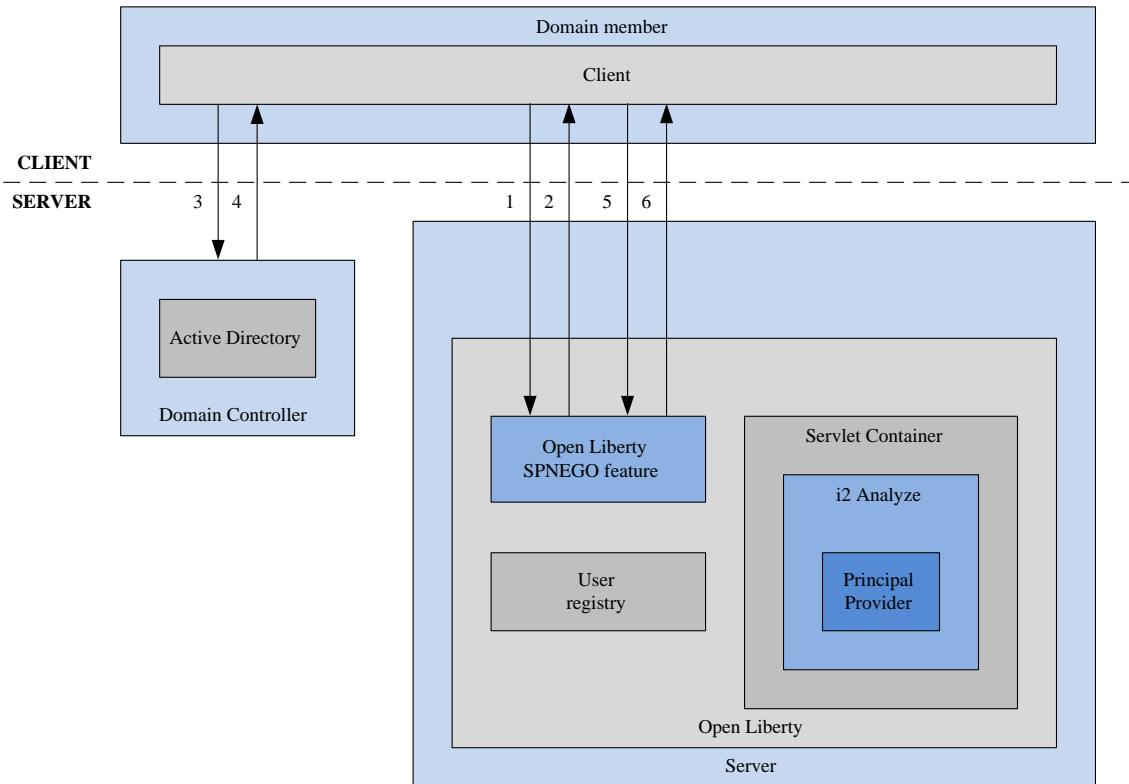 Domain member
Client
CLIENT
SERVER
3
4
1
2
5
6
Active Directory
Domain Controller
Open Liberty
SPNEGO feature
Servlet Container
i2 Analyze
User
registry
Principal
Provider
Open Liberty
Server